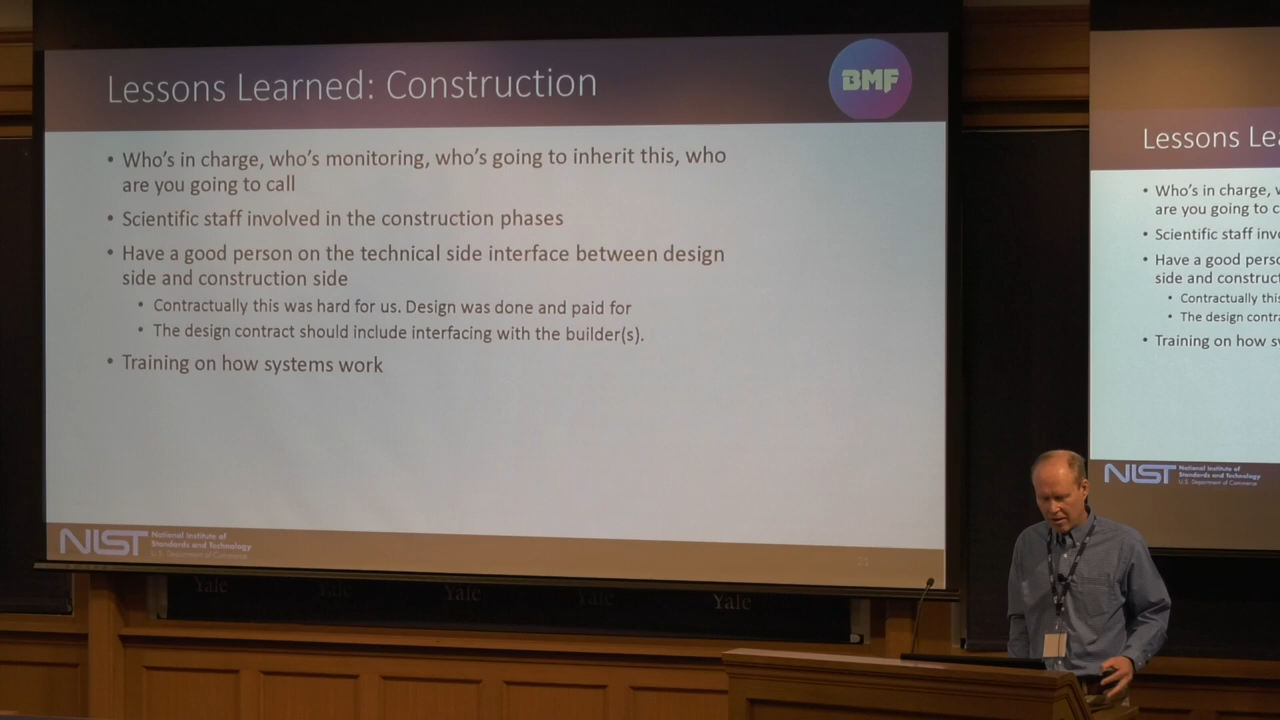 Lessons Learned: Construction
BMF
• Who's in charge, who's monitoring, who's going to inherit this, who
are you going to call
• Scientific staff involved in the construction phases
• Have a good person on the technical side interface between design
side and construction side
• Contractually this was hard for us. Design was done and paid for
• The design contract should include interfacing with the builder(s).
• Training on how systems work
NIST
National Institute of
Standards and Technology
U.S. Department of Commerce
Yale Yale Yale Yale Yale
Lessons Le
• Who's in charge,
are you going to c
• Scientific staff inv
• Have a good pers
side and construct
• Contractually this
• The design contr
• Training on how s
NIST
National Institute of
Standards and Technology
U.S. Department of Commerce